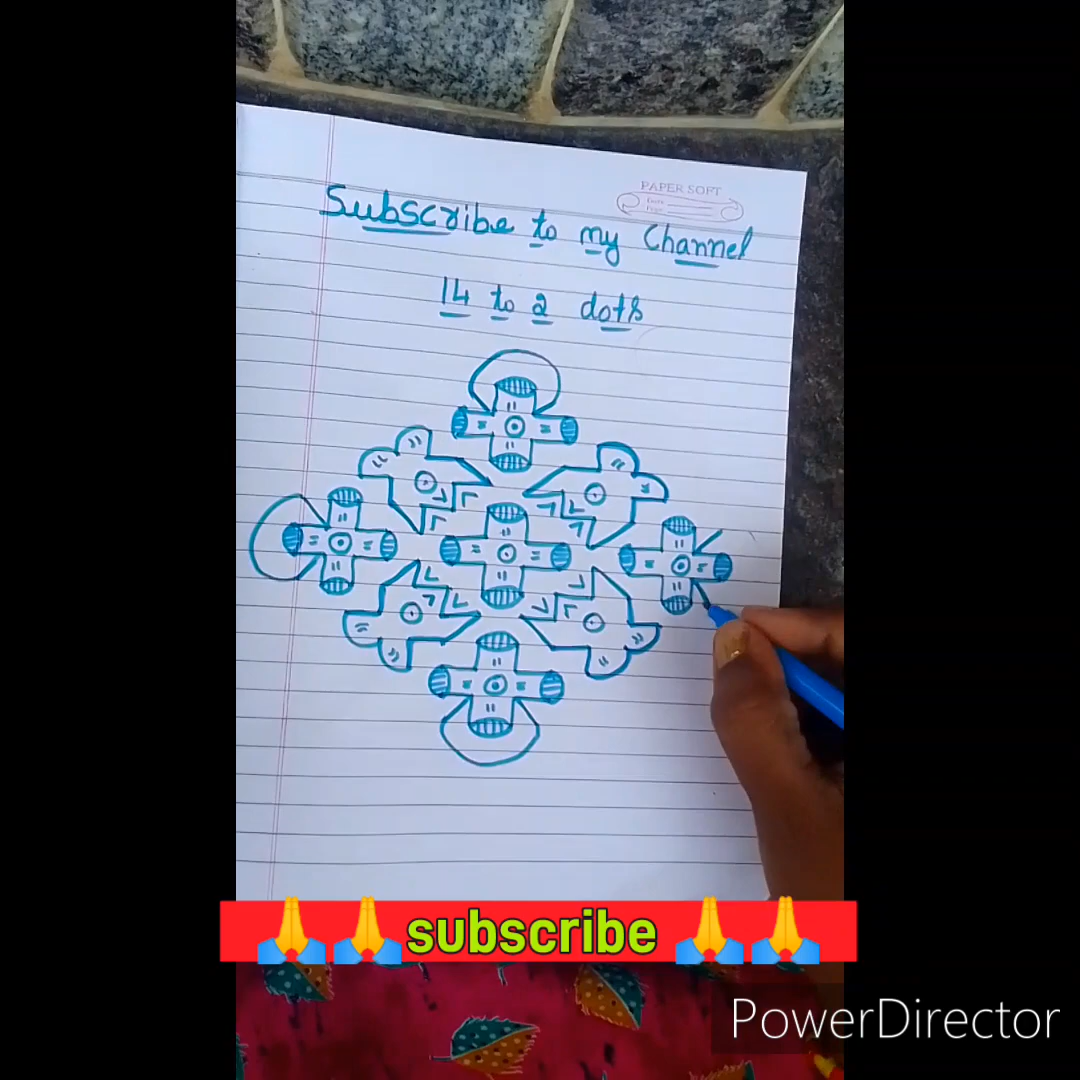 PAPER SOFT
Subscribe to my Channel
14 to 2 dots
🙏🙏subscribe🙏🙏
PowerDirector